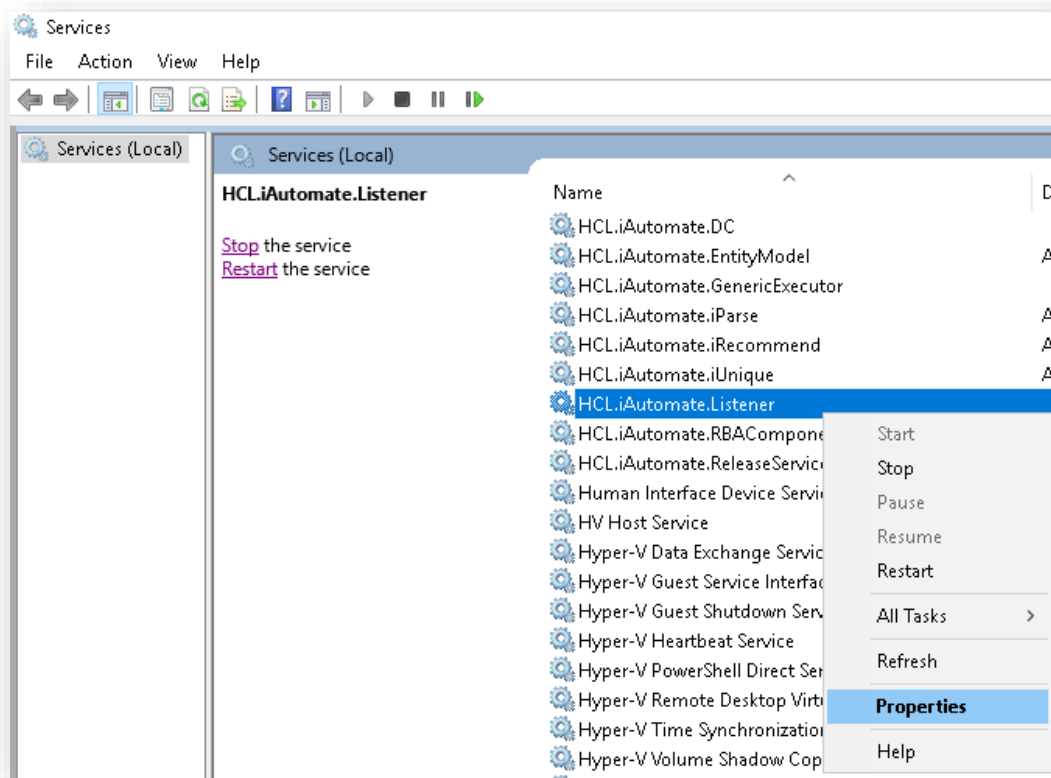 Services
File Action View Help
Services (Local)
Services (Local)
HCL.iAutomate.Listener
Stop the service
Restart the service
Name
HCL.iAutomate.DC
HCL.iAutomate.EntityModel
HCL.iAutomate.GenericExecutor
HCL.iAutomate.iParse
HCL.iAutomate.iRecommend
HCL.iAutomate.iUnique
HCL.iAutomate.Listener
HCL.iAutomate.RBACompone
HCL.iAutomate.ReleaseServic
Human Interface Device Servi
HV Host Service
Hyper-V Data Exchange Servic
Hyper-V Guest Service Interfac
Hyper-V Guest Shutdown Serv
Hyper-V Heartbeat Service
Hyper-V PowerShell Direct Ser
Hyper-V Remote Desktop Virtu
Hyper-V Time Synchronization
Hyper-V Volume Shadow Cop
Start
Stop
Pause
Resume
Restart
All Tasks
Refresh
Properties
Help